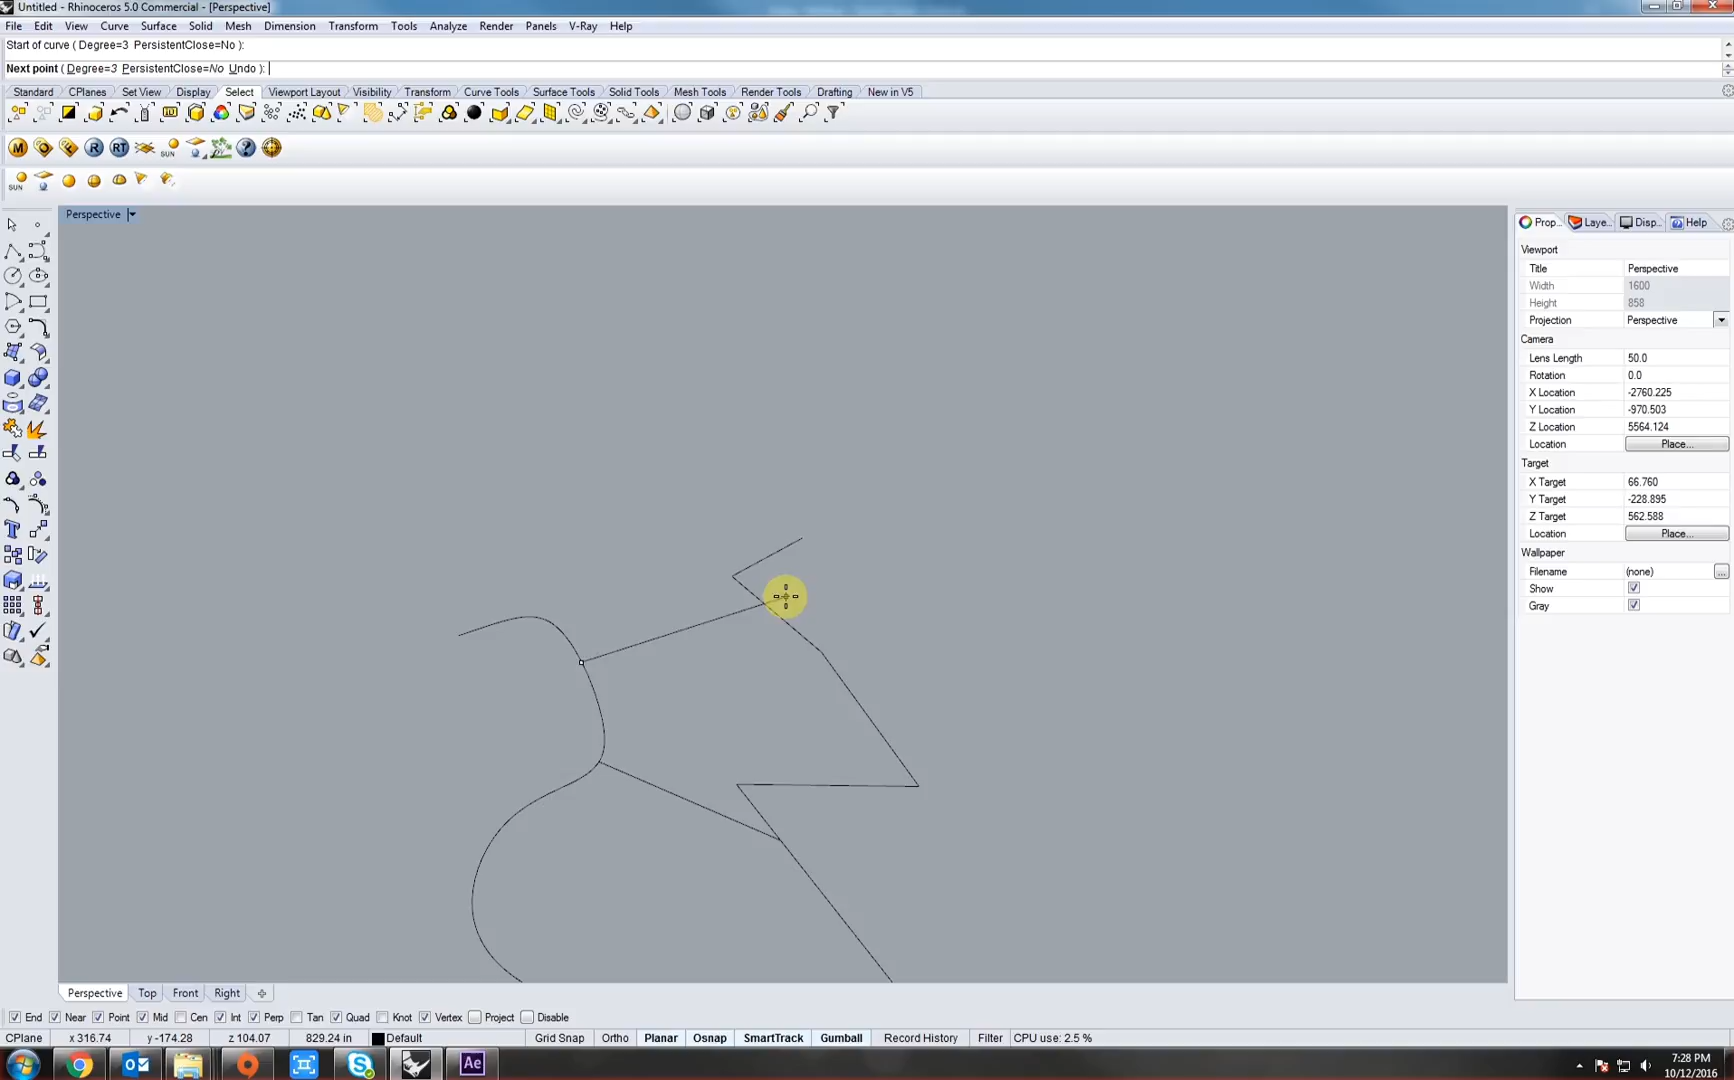 Untitled - Rhinoceros 5.0 Commercial - [Perspective]
File Edit View Curve Surface Solid Mesh Dimension Transform Tools Analyze Render Panels V-Ray Help
Start of curve ( Degree=3 PersistentClose=No ):
Next point ( Degree=3 PersistentClose=No Undo ):
Standard CPlanes Set View Display Select Viewport Layout Visibility Transform Curve Tools Surface Tools Solid Tools Mesh Tools Render Tools Drafting New in V5
M R RT SUN
SUN
Perspective
Prop... Laye... Disp... Help
Viewport
Title Perspective
Width 1600
Height 858
Projection Perspective
Camera
Lens Length 50.0
Rotation 0.0
X Location -2760.225
Y Location -970.503
Z Location 5564.124
Location Place...
Target
X Target 66.760
Y Target -228.895
Z Target 562.588
Location Place...
Wallpaper
Filename (none) ...
Show
Gray
Perspective Top Front Right
End Near Point Mid Cen Int Perp Tan Quad Knot Vertex Project Disable
CPlane x 316.74 y -174.28 z 104.07 829.24 in Default Grid Snap Ortho Planar Osnap SmartTrack Gumball Record History Filter CPU use: 2.5 %
Ae
7:28 PM
10/12/2016